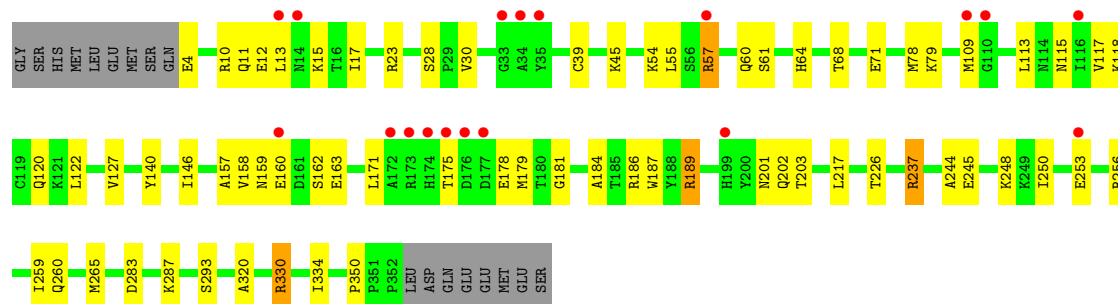 GLY SER HIS MET LEU GLU MET SER GLN E4 R10 Q11 E12 L13 N14 K15 T16 I17 R23 S28 P29 V30 G33 A34 Y35 C39 K45 K54 L55 S56 R57 Q60 S61 H64 T68 E71 M78 K79 M109 G110 L113 N114 N115 I116 V117 K118
C119 Q120 K121 L122 V127 Y140 I146 A157 V158 N159 E160 D161 S162 E163 L171 A172 R173 H174 T175 D176 D177 E178 M179 T180 G181 A184 T185 R186 W187 Y188 R189 H199 Y200 N201 Q202 T203 L217 T226 R237 A244 E245 K248 K249 I250 E253
I259 Q260 M265 D283 K287 S293 A320 R330 I334 P350 P351 P352 LEU ASP GLN GLU GLU MET GLU SER